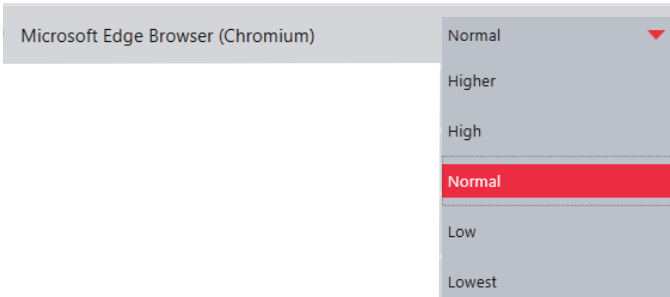 Microsoft Edge Browser (Chromium) Normal
Higher
High
Normal
Low
Lowest